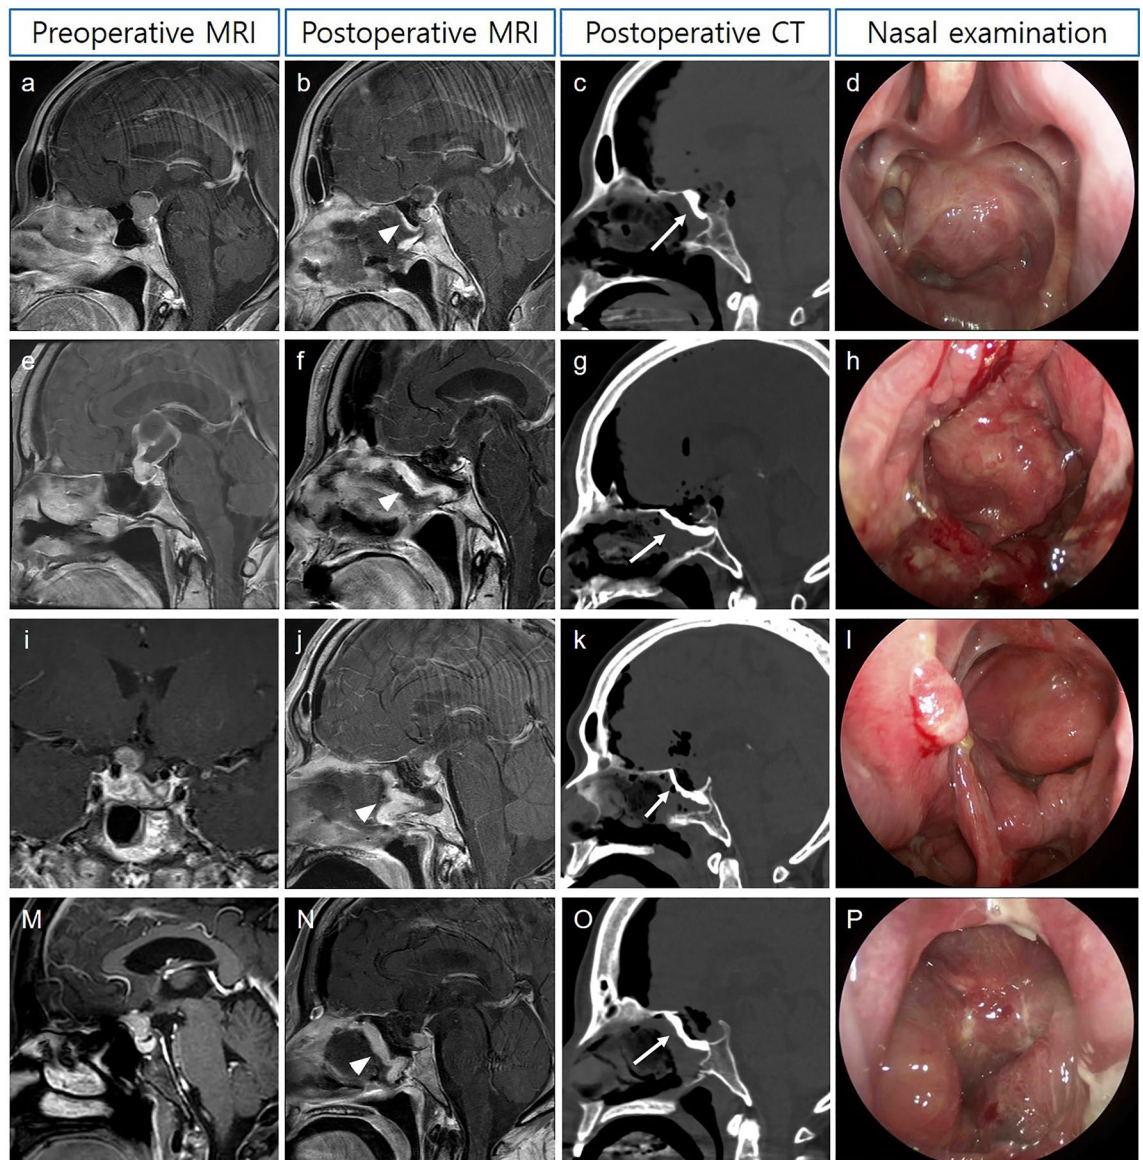 Preoperative MRI
Postoperative MRI
Postoperative CT
Nasal examination
a
b
c
d
e
f
g
h
i
j
k
l
M
N
O
P